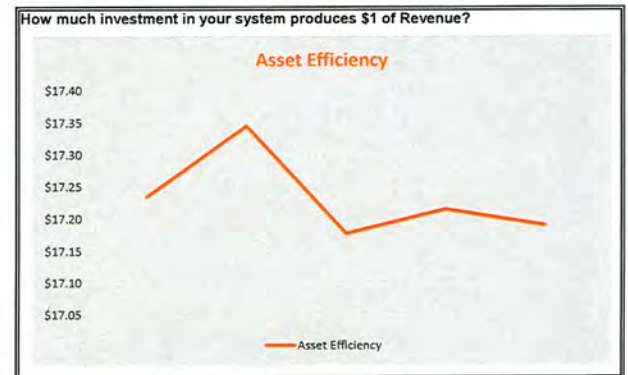 How much investment in your system produces $1 of Revenue?
Asset Efficiency
$17.40
$17.35
$17.30
$17.25
$17.20
$17.15
$17.10
$17.05
Asset Efficiency